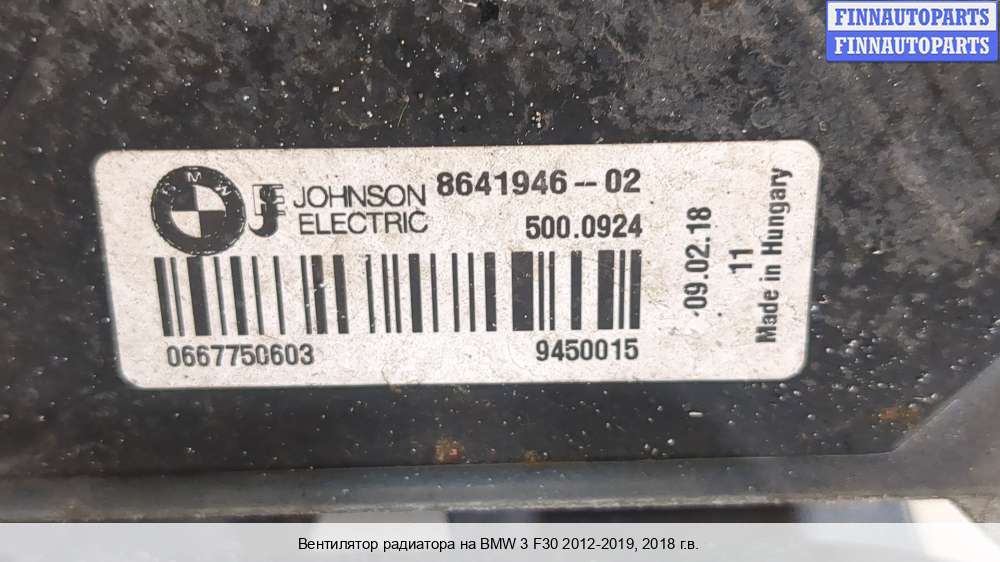 FINNAUTOPARTS
FINNAUTOPARTS
BMW
JOHNSON
ELECTRIC
8641946--02
500.0924
0667750603
9450015
09.02.18
11
Made in Hungary
Вентилятор радиатора на BMW 3 F30 2012-2019, 2018 г.в.